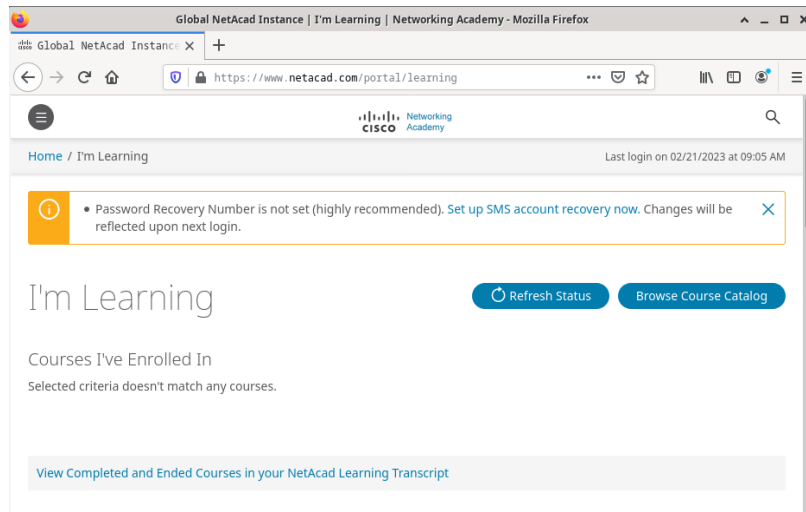 Global NetAcad Instance | I'm Learning | Networking Academy - Mozilla Firefox
Global NetAcad Instance
https://www.netacad.com/portal/learning
CISCO Networking Academy
Home / I'm Learning
Last login on 02/21/2023 at 09:05 AM
Password Recovery Number is not set (highly recommended). Set up SMS account recovery now. Changes will be
reflected upon next login.
I'm Learning
Refresh Status
Browse Course Catalog
Courses I've Enrolled In
Selected criteria doesn't match any courses.
View Completed and Ended Courses in your NetAcad Learning Transcript